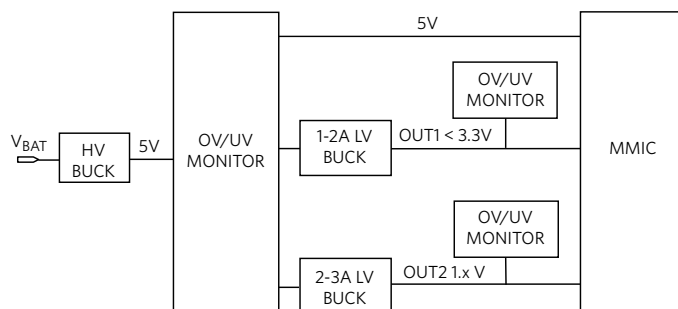 5V
OV/UV
MONITOR
VBAT
HV
BUCK
5V
OV/UV
MONITOR
1-2A LV
BUCK
OUT1 < 3.3V
MMIC
OV/UV
MONITOR
2-3A LV
BUCK
OUT2 1.x V